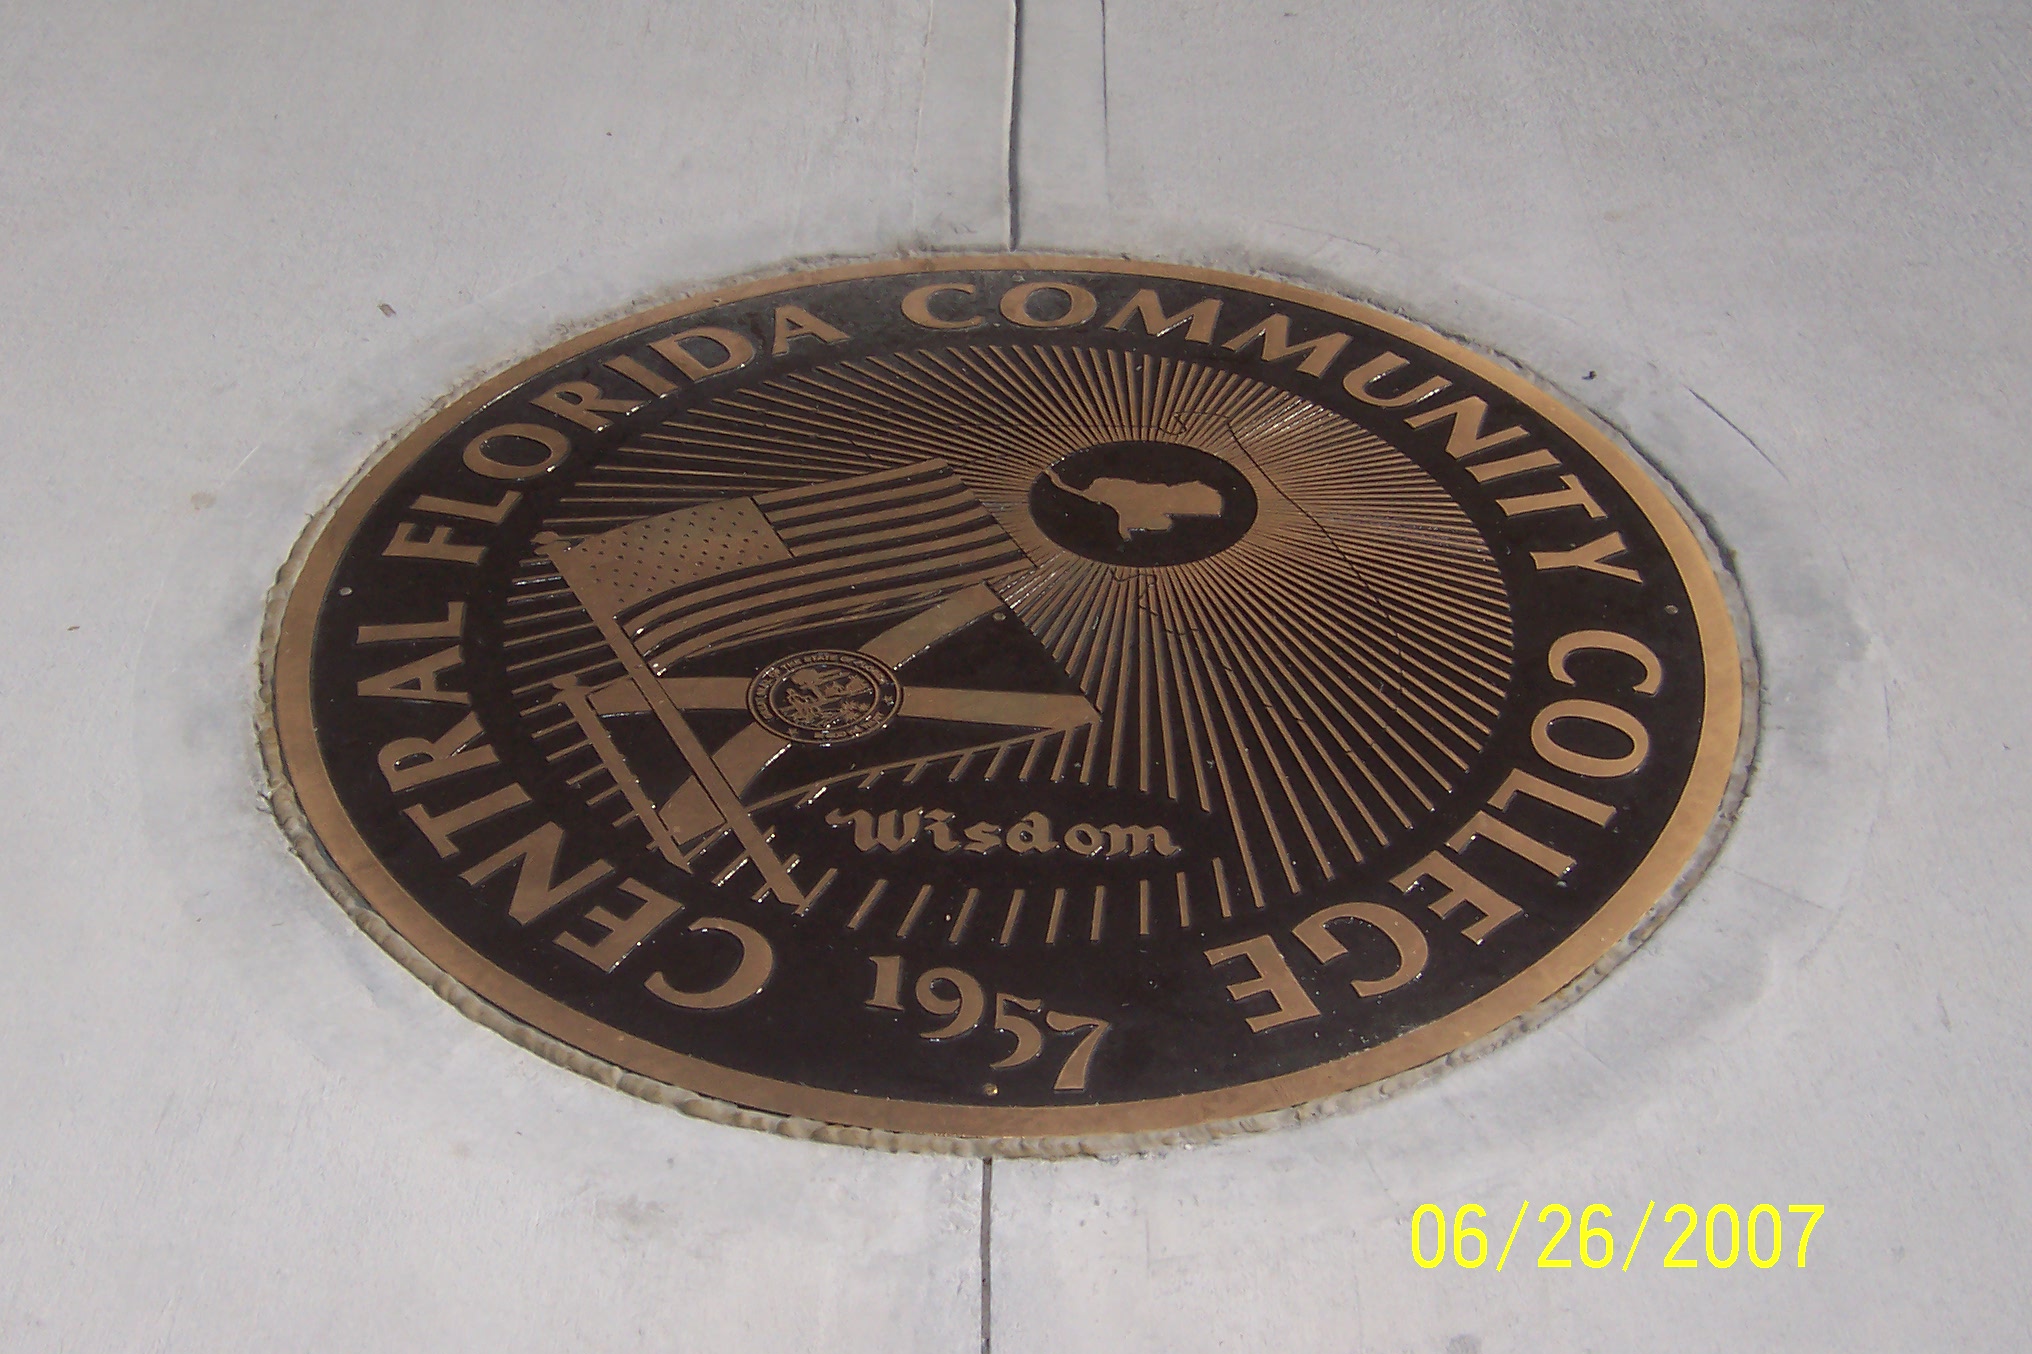 CENTRAL FLORIDA COMMUNITY COLLEGE
Wisdom
1957
06/26/2007